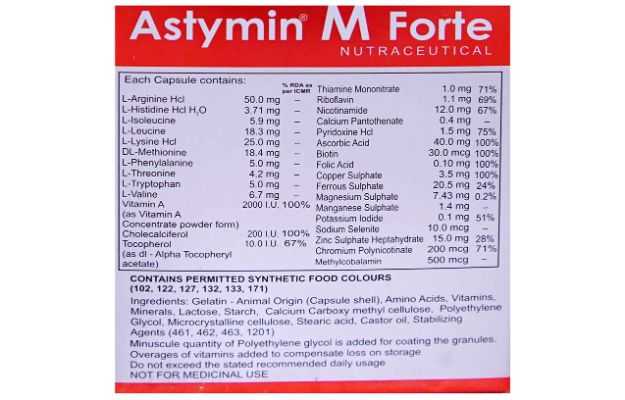 Astymin® M Forte
NUTRACEUTICAL
Each Capsule contains:
% RDA as
per ICMR
L-Arginine Hcl 50.0 mg –
L-Histidine Hcl H2O 3.71 mg –
L-Isoleucine 5.9 mg –
L-Leucine 18.3 mg –
L-Lysine Hcl 25.0 mg –
DL-Methionine 18.4 mg –
L-Phenylalanine 5.0 mg –
L-Threonine 4.2 mg –
L-Tryptophan 5.0 mg –
L-Valine 6.7 mg –
Vitamin A 2000 I.U. 100%
(as Vitamin A
Concentrate powder form)
Cholecalciferol 200 I.U. 100%
Tocopherol 10.0 I.U. 67%
(as dl - Alpha Tocopheryl
acetate)
Thiamine Mononitrate 1.0 mg 71%
Riboflavin 1.1 mg 69%
Nicotinamide 12.0 mg 67%
Calcium Pantothenate 0.4 mg –
Pyridoxine Hcl 1.5 mg 75%
Ascorbic Acid 40.0 mg 100%
Biotin 30.0 mcg 100%
Folic Acid 0.10 mg 100%
Copper Sulphate 3.5 mg 100%
Ferrous Sulphate 20.5 mg 24%
Magnesium Sulphate 7.43 mg 0.2%
Manganese Sulphate 1.4 mg –
Potassium Iodide 0.1 mg 51%
Sodium Selenite 10.0 mcg –
Zinc Sulphate Heptahydrate 15.0 mg 28%
Chromium Polynicotinate 200 mcg 71%
Methylcobalamin 500 mcg –
CONTAINS PERMITTED SYNTHETIC FOOD COLOURS
(102, 122, 127, 132, 133, 171)
Ingredients: Gelatin - Animal Origin (Capsule shell), Amino Acids, Vitamins,
Minerals, Lactose, Starch, Calcium Carboxy methyl cellulose, Polyethylene
Glycol, Microcrystalline cellulose, Stearic acid, Castor oil, Stabilizing
Agents (461, 462, 463, 1201)
Minuscule quantity of Polyethylene glycol is added for coating the granules.
Overages of vitamins added to compensate loss on storage
Do not exceed the stated recommended daily usage
NOT FOR MEDICINAL USE